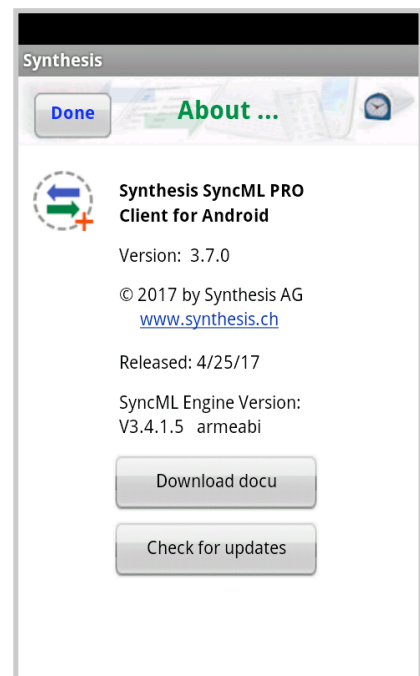 Synthesis
Done
About ...
Synthesis SyncML PRO
Client for Android
Version: 3.7.0
© 2017 by Synthesis AG
www.synthesis.ch
Released: 4/25/17
SyncML Engine Version:
V3.4.1.5 armeabi
Download docu
Check for updates